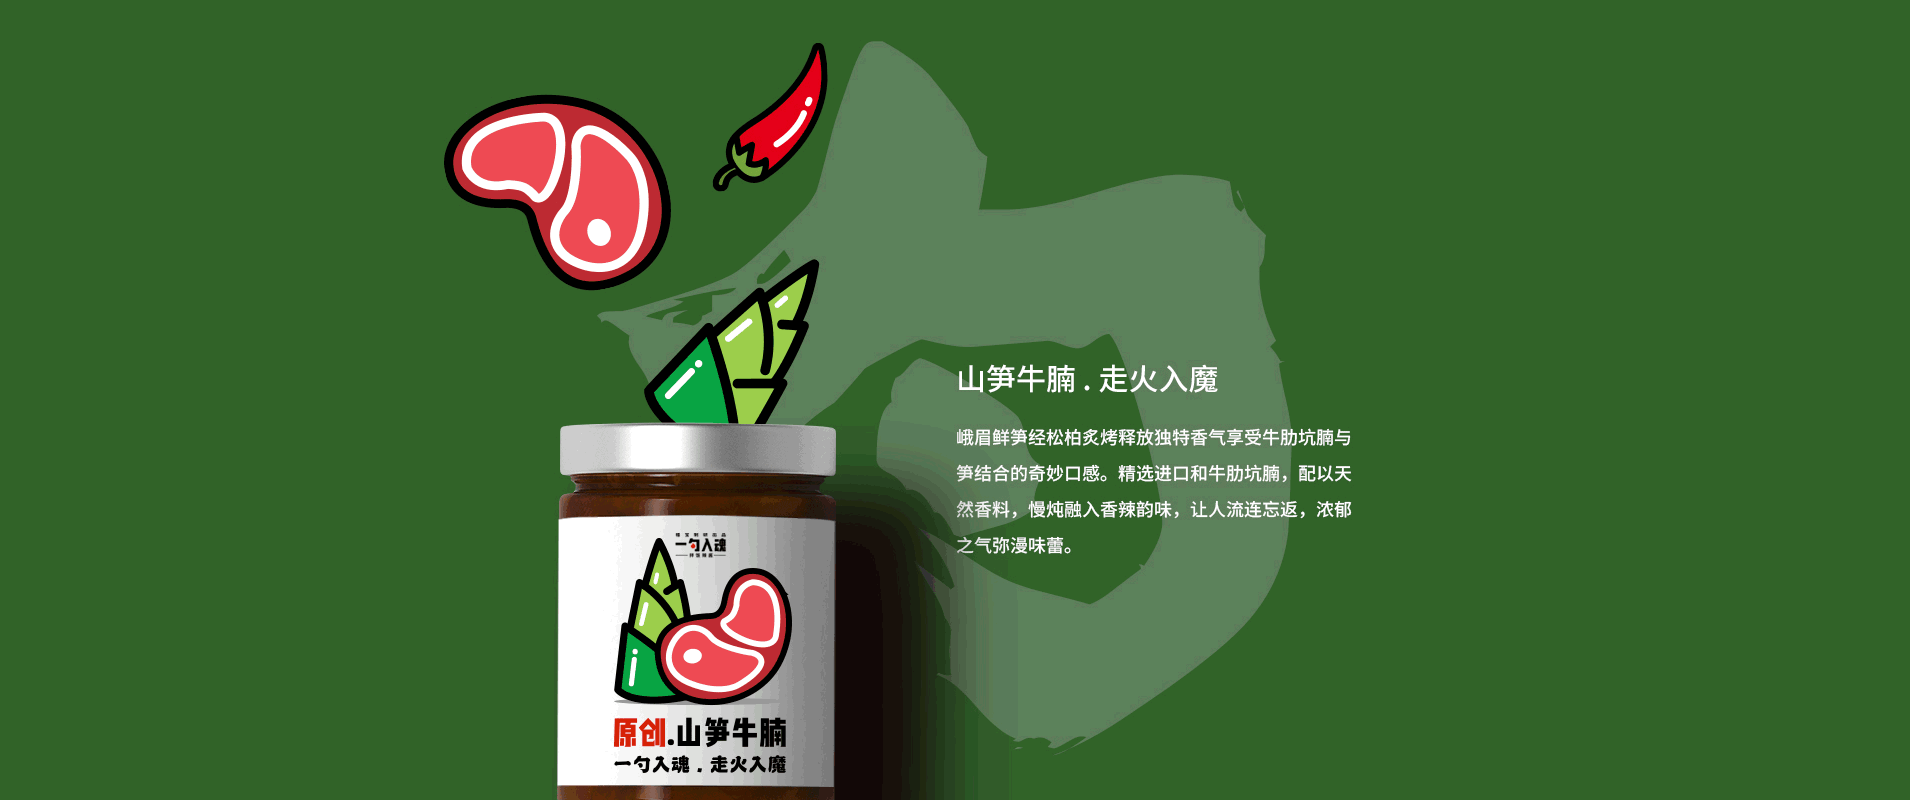 山笋牛腩 . 走火入魔
峨眉鲜笋经松柏炙烤释放独特香气享受牛肋坑腩与
笋结合的奇妙口感。精选进口和牛肋坑腩，配以天
然香料，慢炖融入香辣韵味，让人流连忘返，浓郁
之气弥漫味蕾。
一勺入魂
原创.山笋牛腩
一勺入魂 . 走火入魔